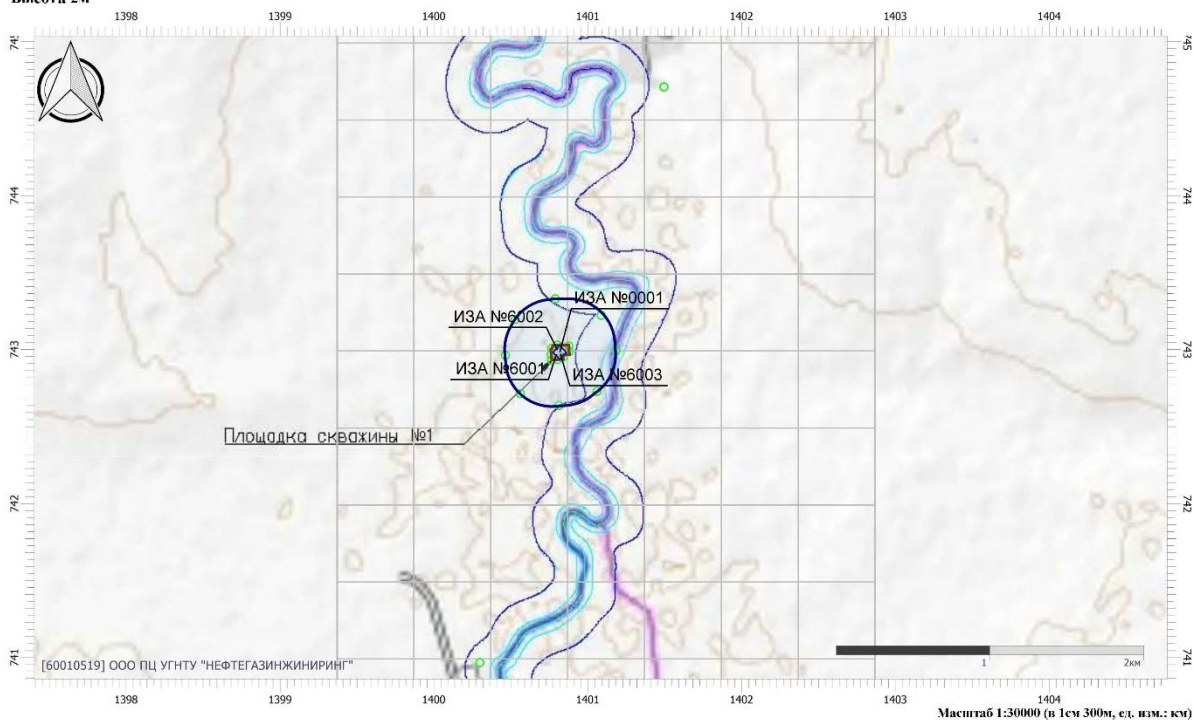 Высота 2м
1398 1399 1400 1401 1402 1403 1404
745 745
744 744
ИЗА №0001
ИЗА №6002
743 743
ИЗА №6001 ИЗА №6003
Площадка скважины №1
742 742
741 741
[60010519] ООО ПЦ УГНТУ "НЕФТЕГАЗИНЖИНИРИНГ"
1 2км
1398 1399 1400 1401 1402 1403 1404
Масштаб 1:30000 (в 1см 300м, ед. изм.: км)